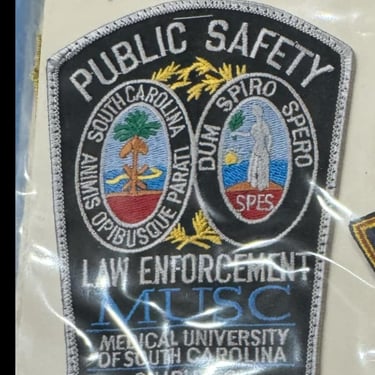 PUBLIC SAFETY
SOUTH CAROLINA
ANIMIS OPIBUSQUE PARATI
DUM SPIRO SPERO
SPES
LAW ENFORCEMENT
MUSC
MEDICAL UNIVERSITY
OF SOUTH CAROLINA